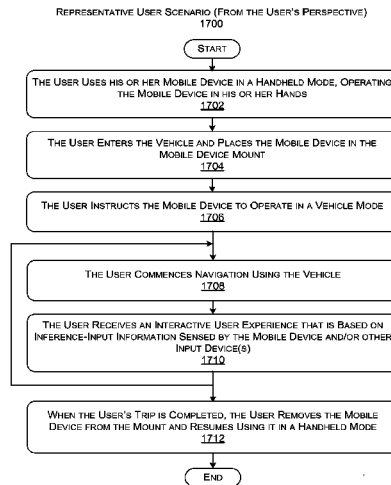 REPRESENTATIVE USER SCENARIO (FROM THE USER'S PERSPECTIVE)
1700
START
THE USER USES HIS OR HER MOBILE DEVICE IN A HANDHELD MODE, OPERATING
THE MOBILE DEVICE IN HIS OR HER HANDS
1702
THE USER ENTERS THE VEHICLE AND PLACES THE MOBILE DEVICE IN THE
MOBILE DEVICE MOUNT
1704
THE USER INSTRUCTS THE MOBILE DEVICE TO OPERATE IN A VEHICLE MODE
1706
THE USER COMMENCES NAVIGATION USING THE VEHICLE
1708
THE USER RECEIVES AN INTERACTIVE USER EXPERIENCE THAT IS BASED ON
INFERENCE-INPUT INFORMATION SENSED BY THE MOBILE DEVICE AND/OR OTHER
INPUT DEVICE(S)
1710
WHEN THE USER'S TRIP IS COMPLETED, THE USER REMOVES THE MOBILE
DEVICE FROM THE MOUNT AND RESUMES USING IT IN A HANDHELD MODE
1712
END